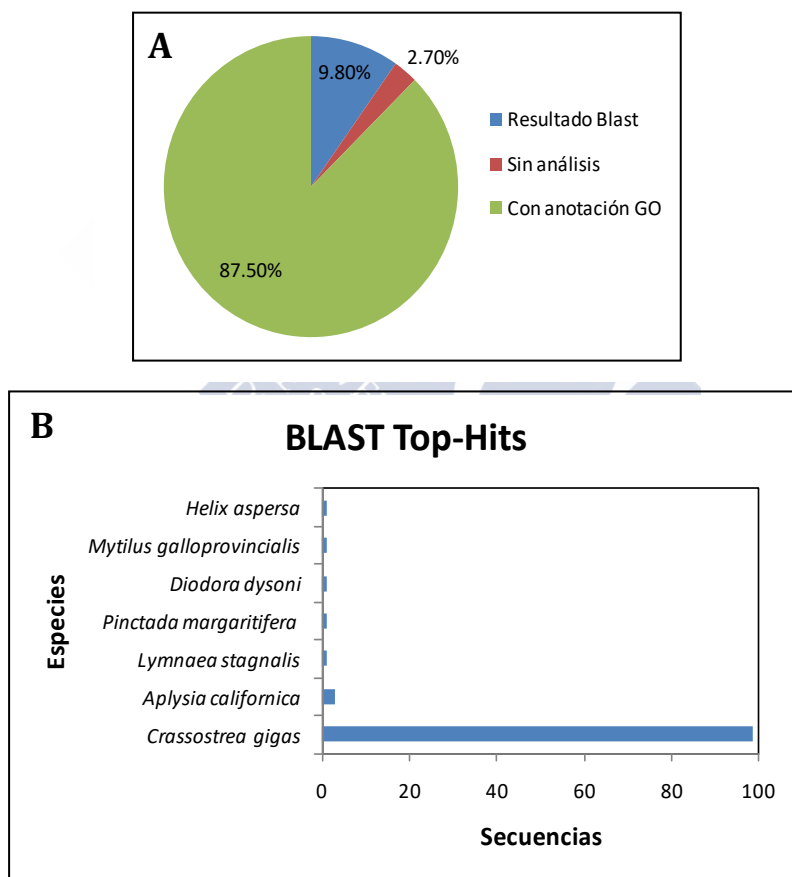 A
9.80%
2.70%
87.50%
Resultado Blast
Sin análisis
Con anotación GO
B
BLAST Top-Hits
Especies
Helix aspersa
Mytilus galloprovincialis
Diodora dysoni
Pinctada margaritifera
Lymnaea stagnalis
Aplysia californica
Crassostrea gigas
0 20 40 60 80 100
Secuencias